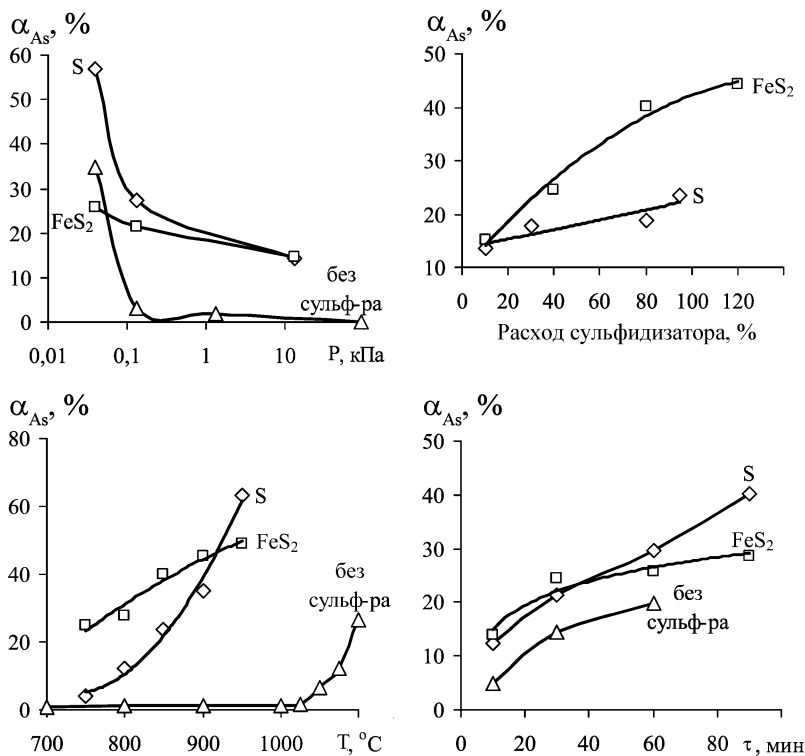 α_As, %
60
50
40
30
20
10
0
S
FeS₂
без
сульф-ра
0,01 0,1 1 10 P, кПа
α_As, %
50
40
30
20
10
FeS₂
S
0 20 40 60 80 100 120
Расход сульфидизатора, %
α_As, %
80
60
40
20
0
S
FeS₂
без
сульф-ра
700 800 900 1000 T, °C
α_As, %
50
40
30
20
10
0
S
FeS₂
без
сульф-ра
0 20 40 60 80 τ, мин